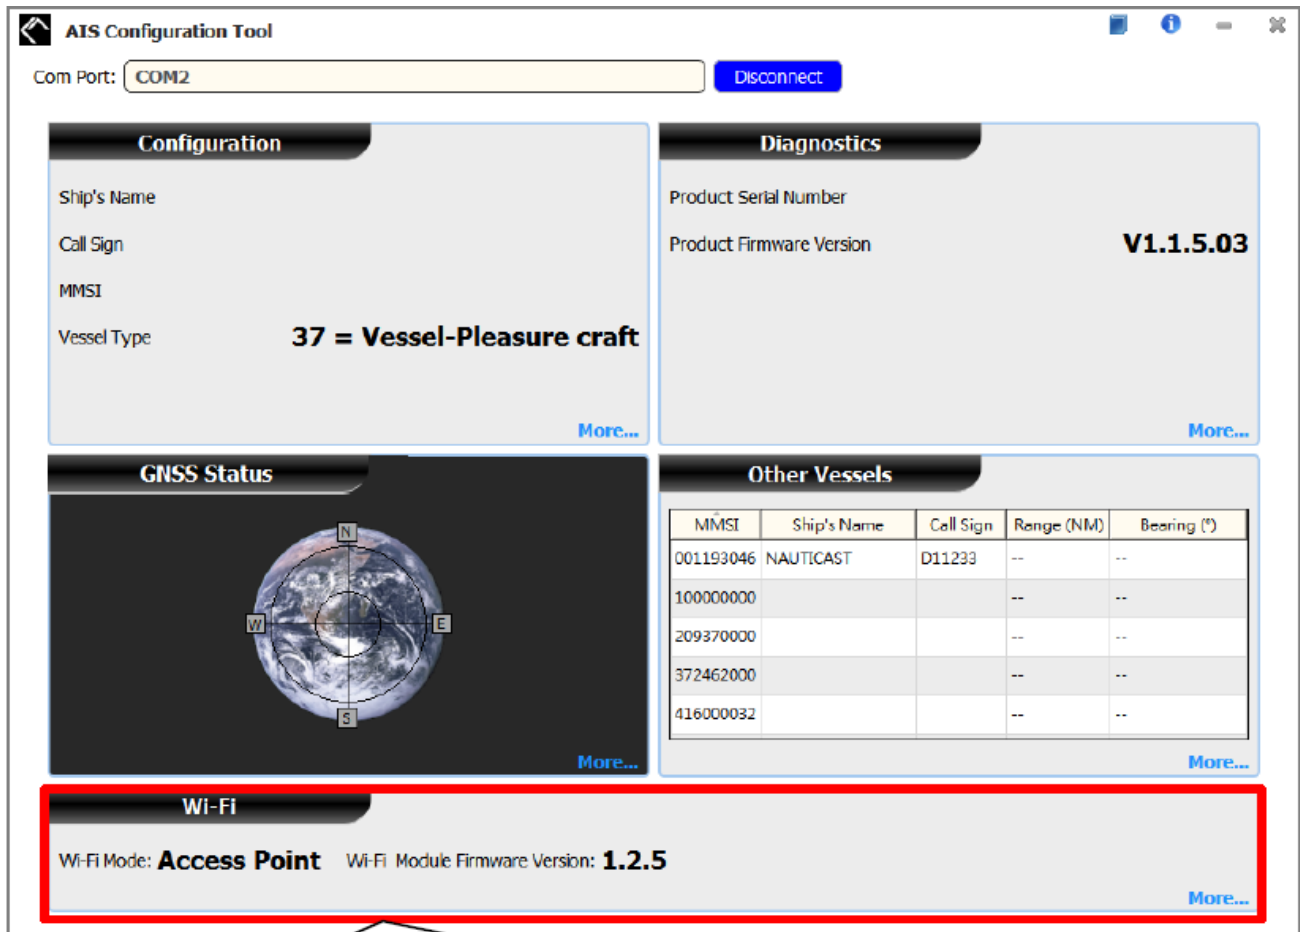 AIS Configuration Tool
Com Port: COM2 Disconnect
Configuration
Ship's Name
Call Sign
MMSI
Vessel Type 37 = Vessel-Pleasure craft
More...
Diagnostics
Product Serial Number
Product Firmware Version V1.1.5.03
More...
GNSS Status
N
W E
S
More...
Other Vessels
MMSI Ship's Name Call Sign Range (NM) Bearing (°)
001193046 NAUTICAST D11233 -- --
100000000 -- --
209370000 -- --
372462000 -- --
416000032 -- --
More...
Wi-Fi
Wi-Fi Mode: Access Point Wi-Fi Module Firmware Version: 1.2.5
More...